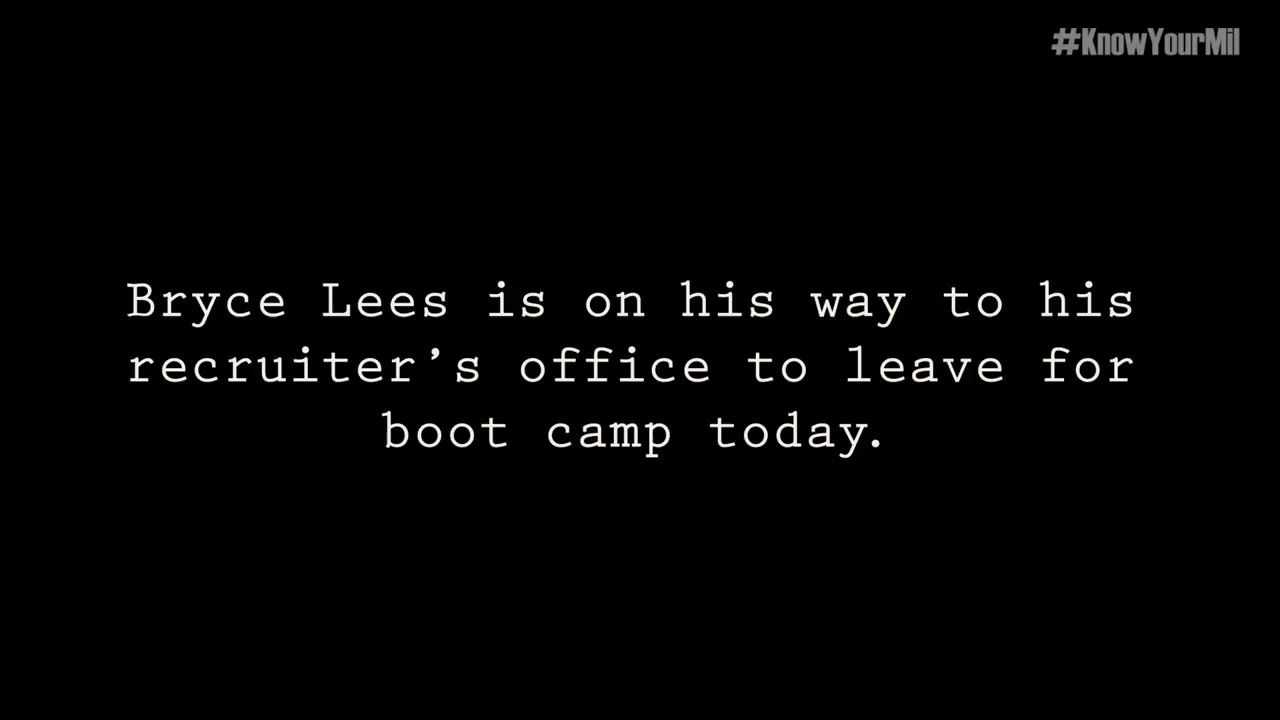 #KnowYourMil
Bryce Lees is on his way to his
recruiter’s office to leave for
boot camp today.